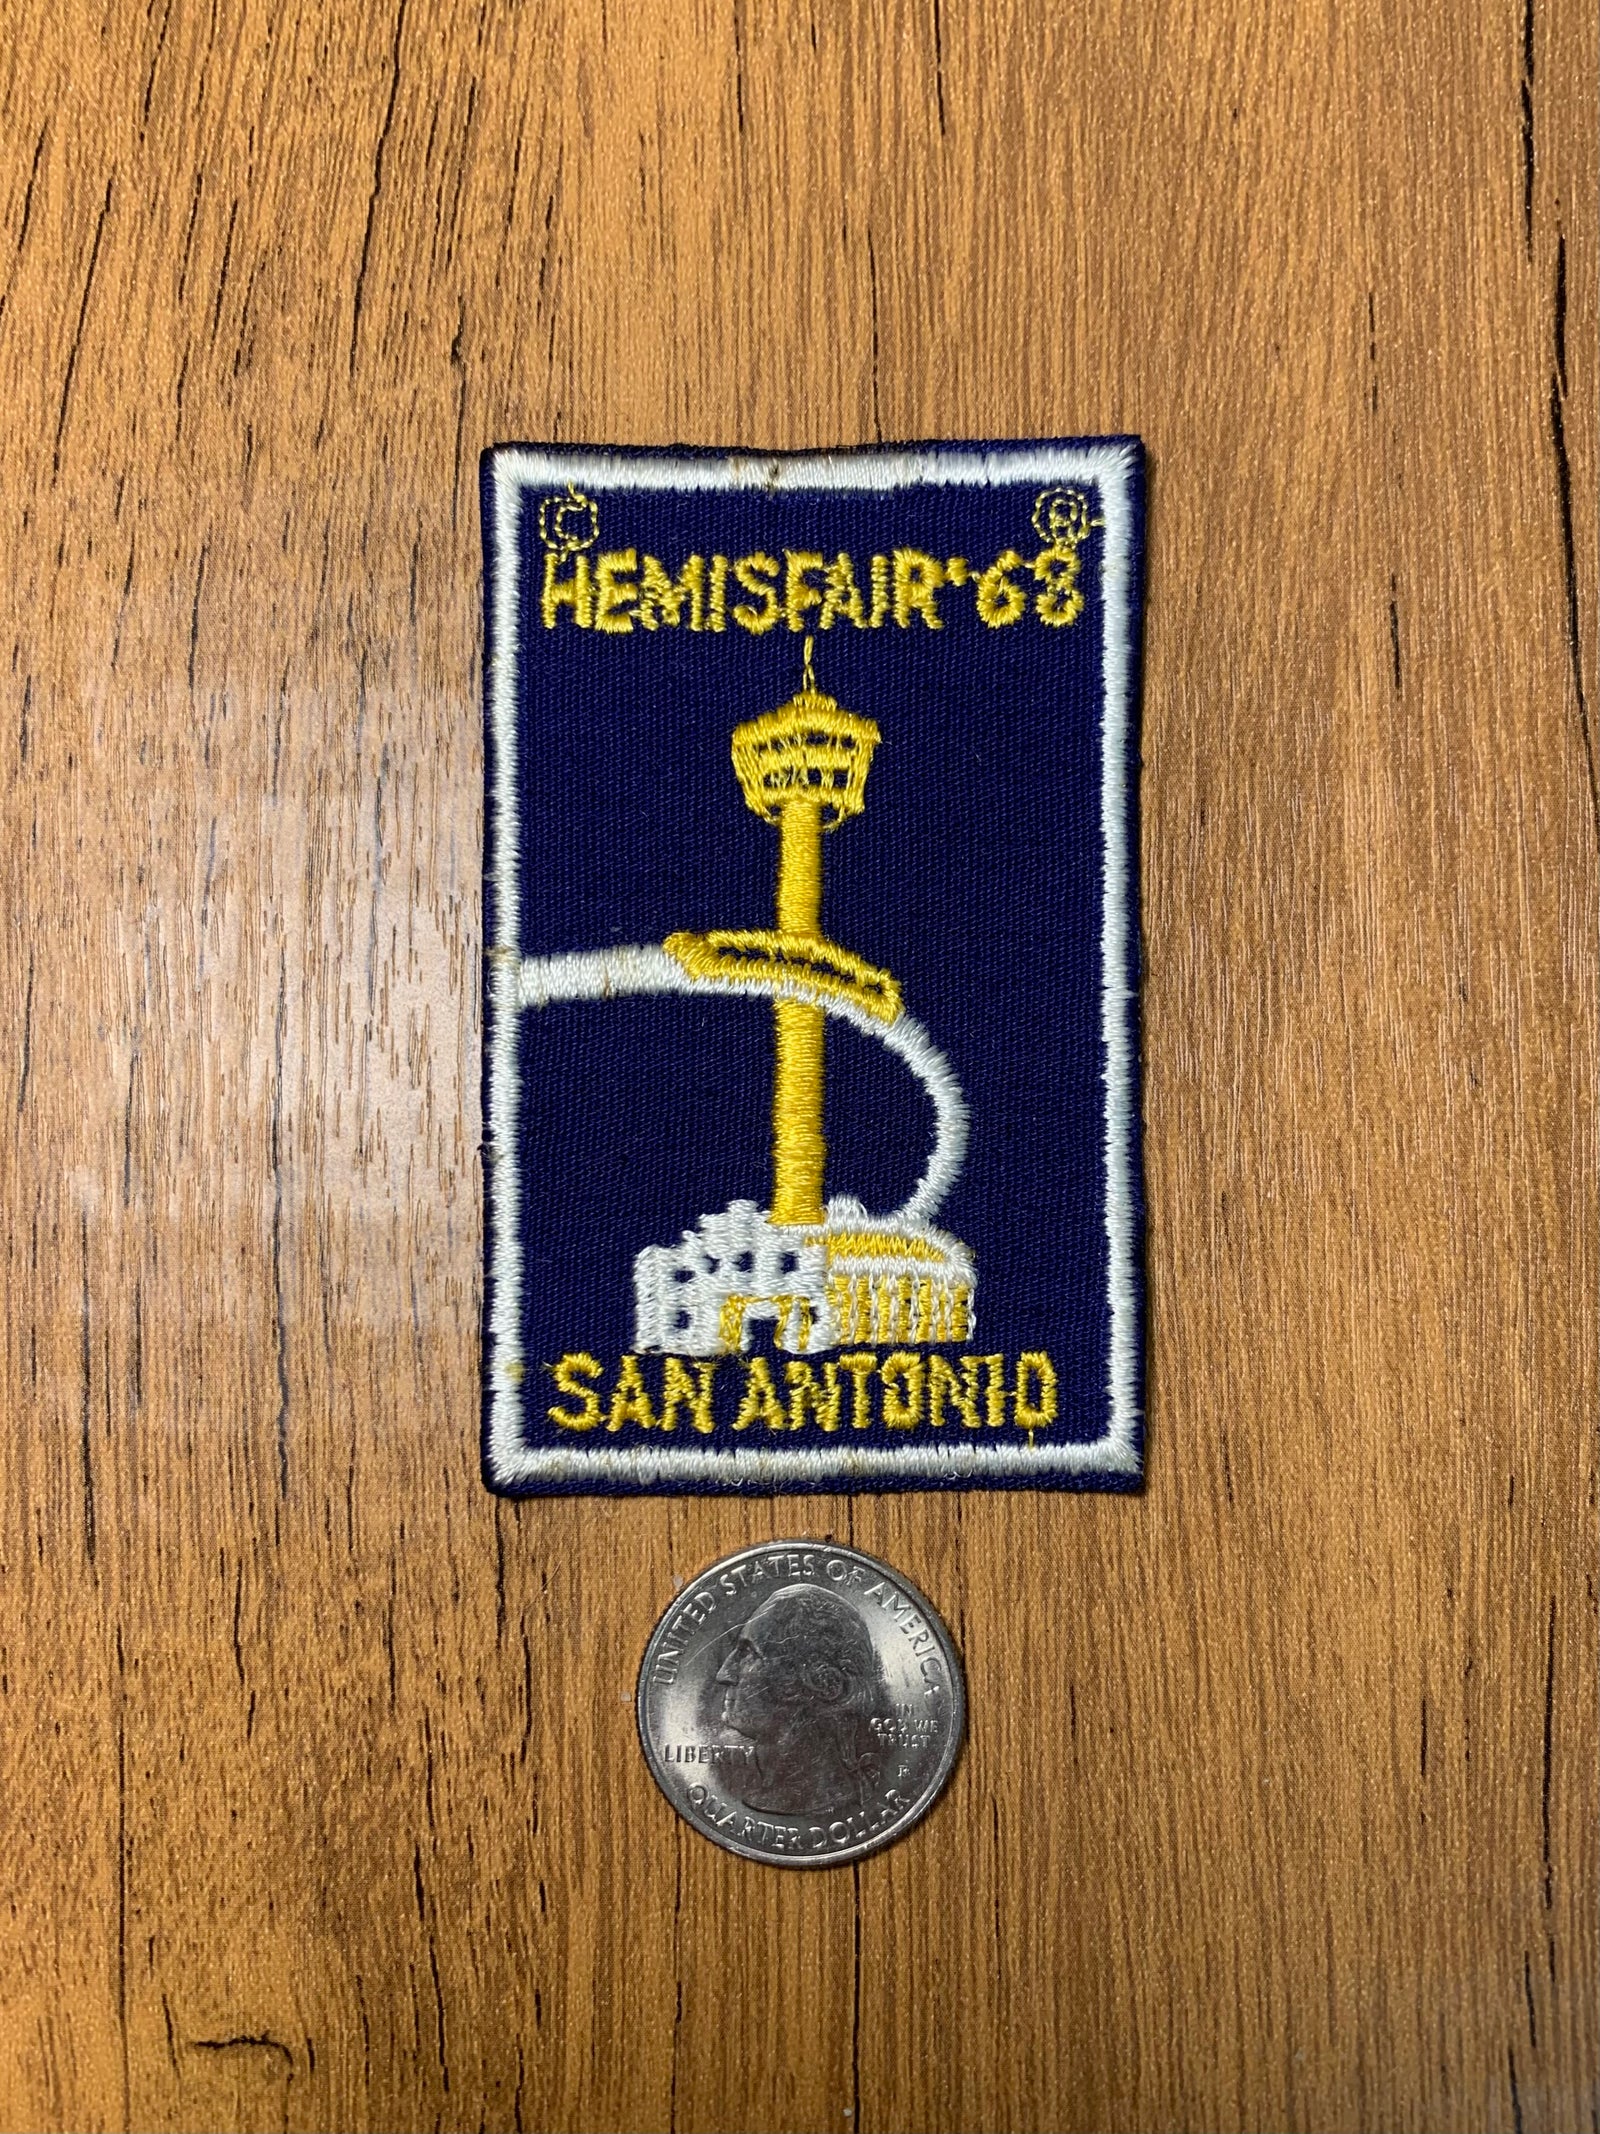 © ®
HEMISFAIR '68
SAN ANTONIO
UNITED STATES OF AMERICA
LIBERTY
IN
GOD WE
TRUST
P
QUARTER DOLLAR